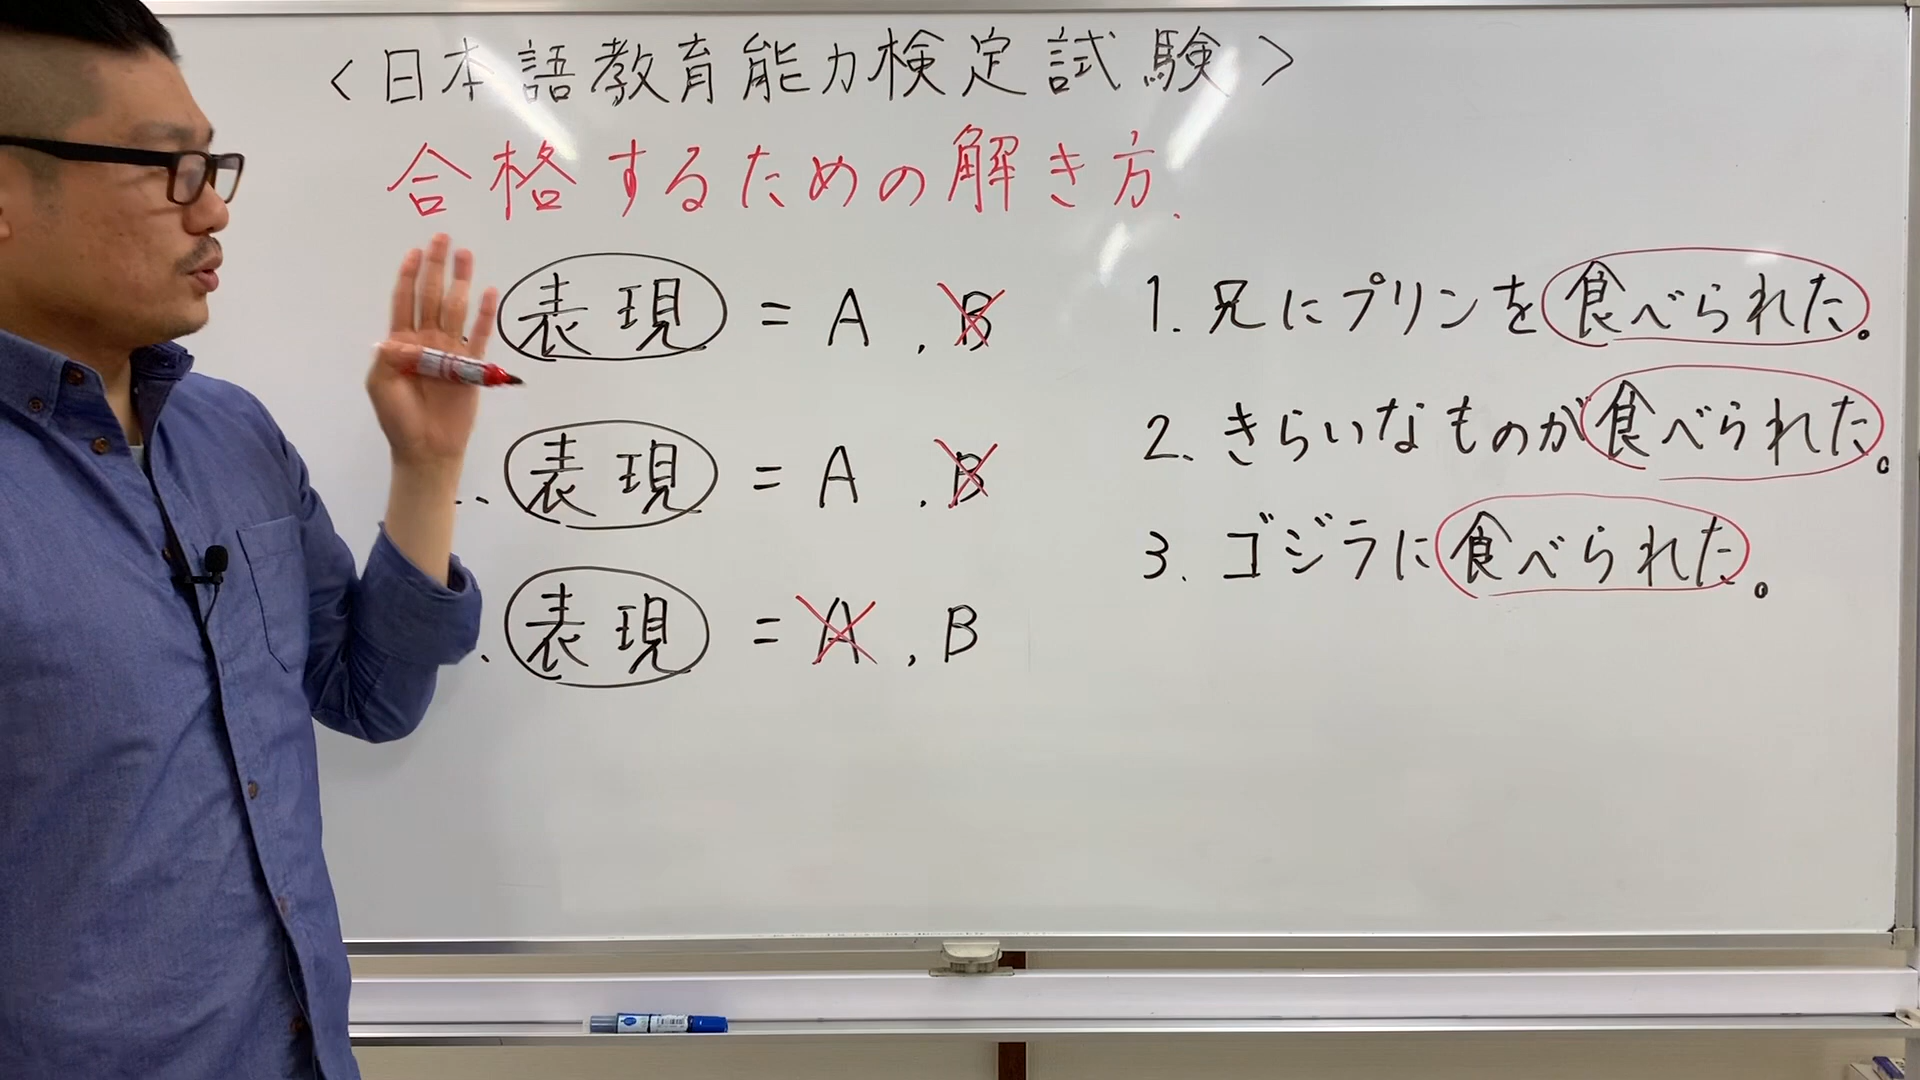 <日本語教育能力検定試験>
合格するための解き方.
表現 = A , B
表現 = A , B
表現 = A , B
1. 兄にプリンを食べられた。
2. きらいなものが食べられた。
3. ゴジラに食べられた。